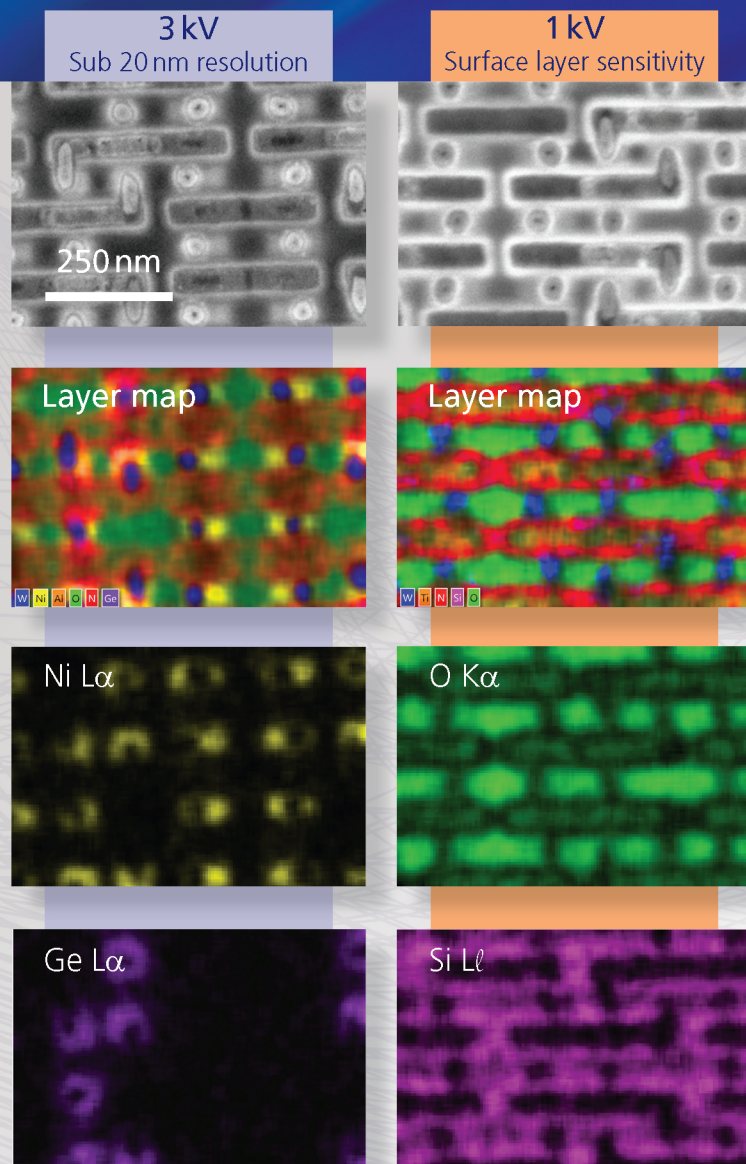 3 kV
Sub 20 nm resolution
1 kV
Surface layer sensitivity
250 nm
Layer map
W Ni Al O N Ge
Layer map
W Ti N Si O
Ni Lα
O Kα
Ge Lα
Si Lℓ